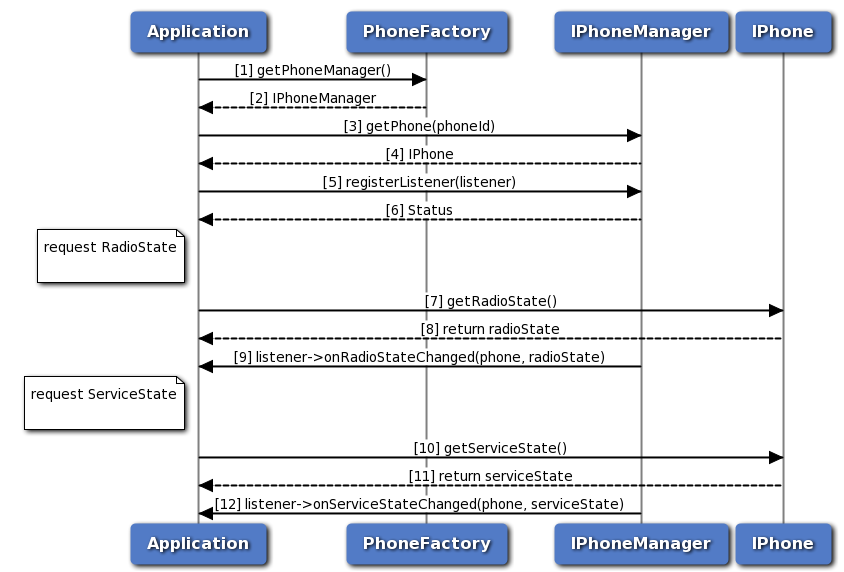 Application PhoneFactory IPhoneManager IPhone
[1] getPhoneManager()
[2] IPhoneManager
[3] getPhone(phoneId)
[4] IPhone
[5] registerListener(listener)
[6] Status
request RadioState
[7] getRadioState()
[8] return radioState
[9] listener->onRadioStateChanged(phone, radioState)
request ServiceState
[10] getServiceState()
[11] return serviceState
[12] listener->onServiceStateChanged(phone, serviceState)
Application PhoneFactory IPhoneManager IPhone